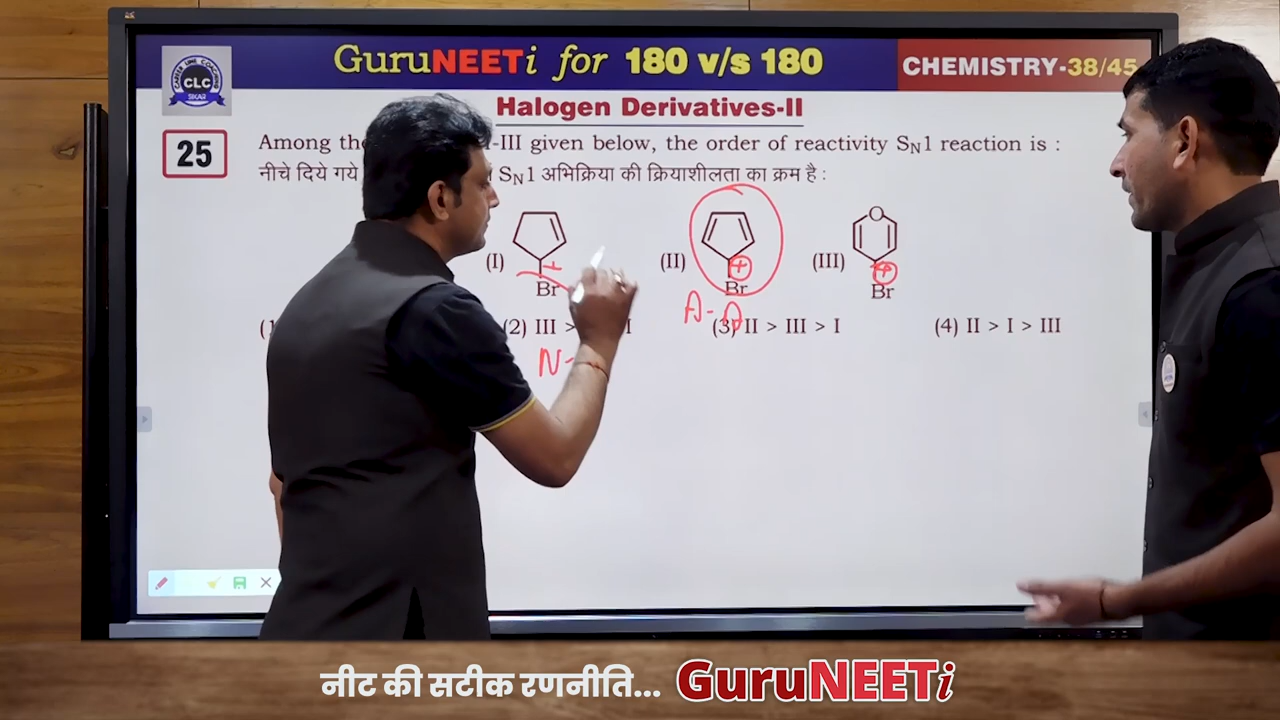 GuruNEETi for 180 v/s 180
CHEMISTRY-38/45
CLC
SIKAR
Halogen Derivatives-II
25
Among the -III given below, the order of reactivity SN1 reaction is :
नीचे दिये गये SN1 अभिक्रिया की क्रियाशीलता का क्रम है :
O
(I) (II) (III)
+ + +
Br Br Br
A-A
(2) III > I (3) II > III > I (4) II > I > III
N-
नीट की सटीक रणनीति... GuruNEETi